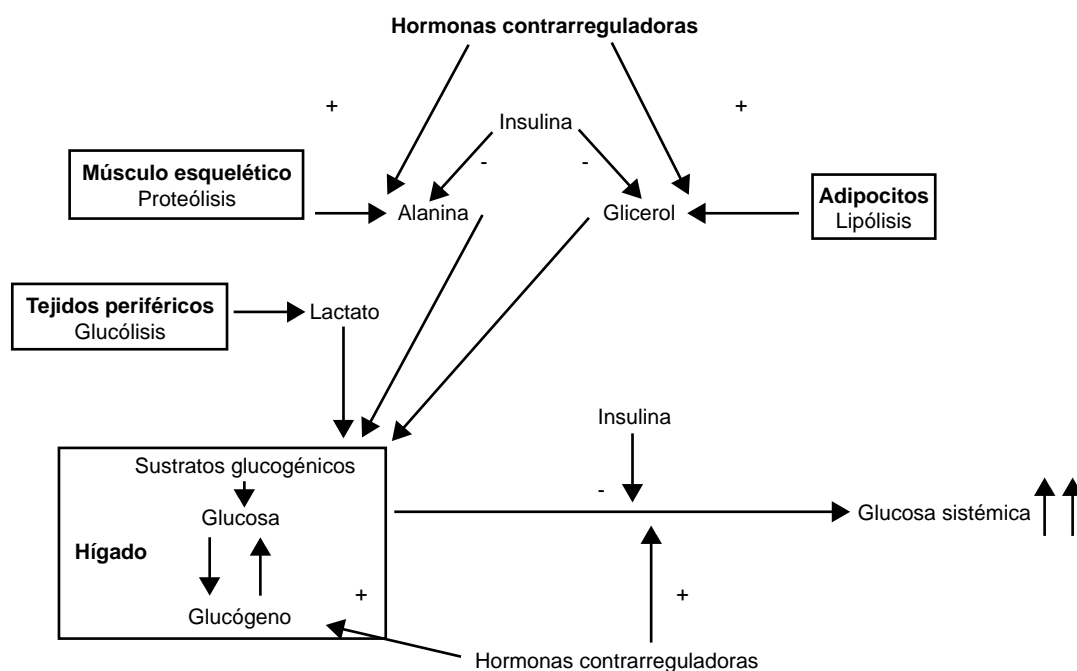 Hormonas contrarreguladoras
+
+
Insulina
-
-
Músculo esquelético
Proteólisis
Alanina
Glicerol
Adipocitos
Lipólisis
Tejidos periféricos
Glucólisis
Lactato
Insulina
Sustratos glucogénicos
-
Glucosa
Glucosa sistémica
Hígado
Glucógeno
+
+
Hormonas contrarreguladoras